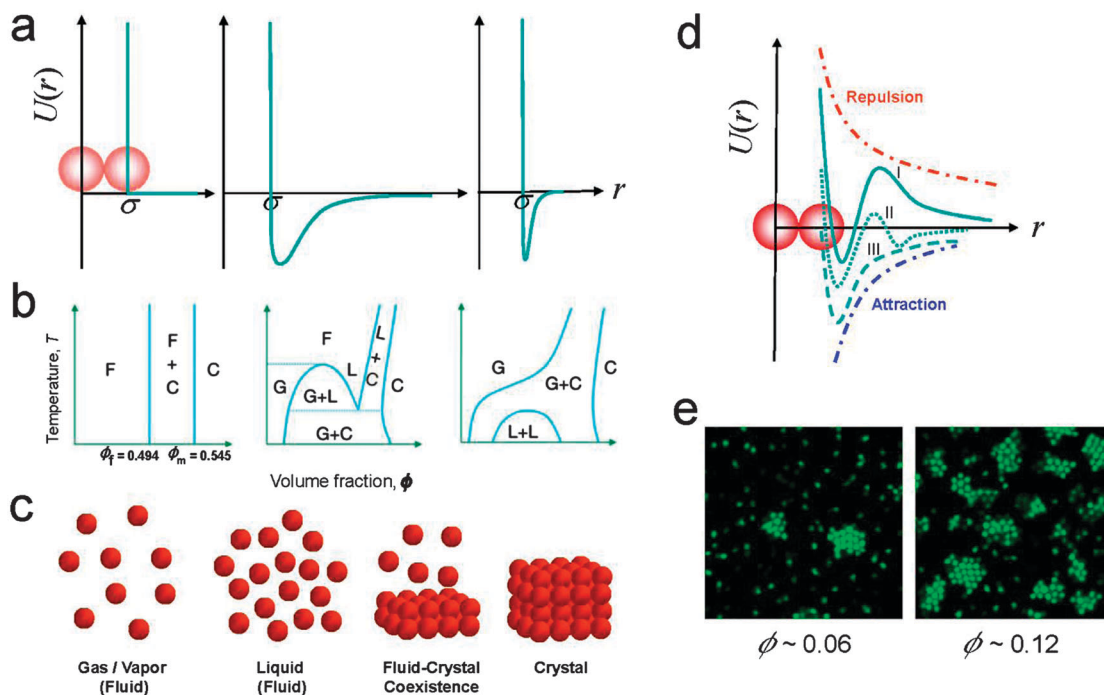 a
U(r)
σ
σ
σ
r
b
Temperature, T
F
F
+
C
C
ϕf = 0.494
ϕm = 0.545
F
G
L
L
+
C
C
G+L
G+C
G
G+C
C
L+L
Volume fraction, ϕ
c
Gas / Vapor
(Fluid)
Liquid
(Fluid)
Fluid-Crystal
Coexistence
Crystal
d
U(r)
Repulsion
I
II
III
r
Attraction
e
ϕ ~ 0.06
ϕ ~ 0.12